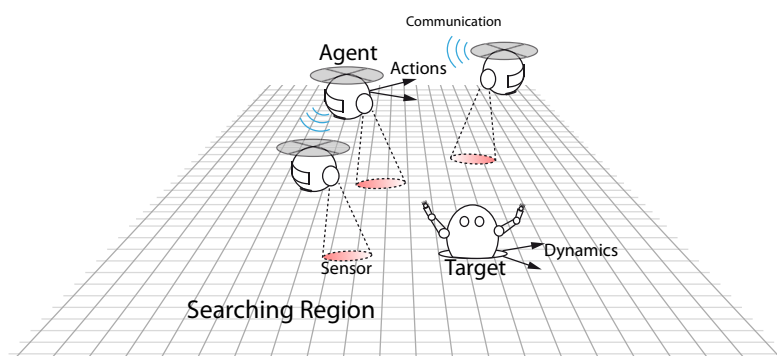 Communication
Agent
Actions
Dynamics
Sensor
Target
Searching Region